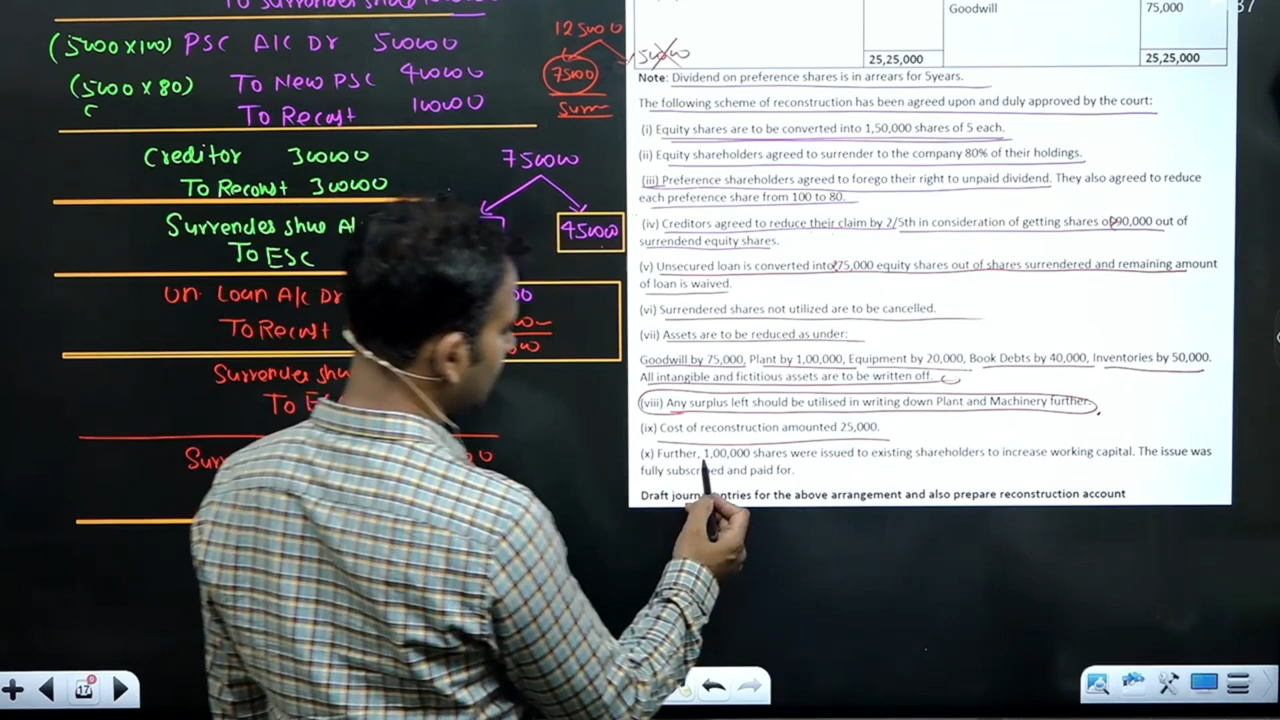 To Surrender Share
(5000 x 100) PSC A/C Dr 500000
(5000 x 80) To New PSC 400000
To Recost 100000
Creditor 300000
To Reconst 300000
Surrender Shre A/
To ESC
Un. Loan A/c Dr
To Recost
Surrender Shr
To E
Surr
750000
45000
125000
75000
Surr
Goodwill 75,000
25,25,000 25,25,000
Note: Dividend on preference shares is in arrears for 5years.
The following scheme of reconstruction has been agreed upon and duly approved by the court:
(i) Equity shares are to be converted into 1,50,000 shares of 5 each.
(ii) Equity shareholders agreed to surrender to the company 80% of their holdings.
(iii) Preference shareholders agreed to forego their right to unpaid dividend. They also agreed to reduce
each preference share from 100 to 80.
(iv) Creditors agreed to reduce their claim by 2/5th in consideration of getting shares of 90,000 out of
surrendend equity shares.
(v) Unsecured loan is converted into 75,000 equity shares out of shares surrendered and remaining amount
of loan is waived.
(vi) Surrendered shares not utilized are to be cancelled.
(vii) Assets are to be reduced as under:
Goodwill by 75,000, Plant by 1,00,000, Equipment by 20,000, Book Debts by 40,000, Inventories by 50,000.
All intangible and fictitious assets are to be written off.
(viii) Any surplus left should be utilised in writing down Plant and Machinery further.
(ix) Cost of reconstruction amounted 25,000.
(x) Further, 1,00,000 shares were issued to existing shareholders to increase working capital. The issue was
fully subscribed and paid for.
Draft journal entries for the above arrangement and also prepare reconstruction account
17